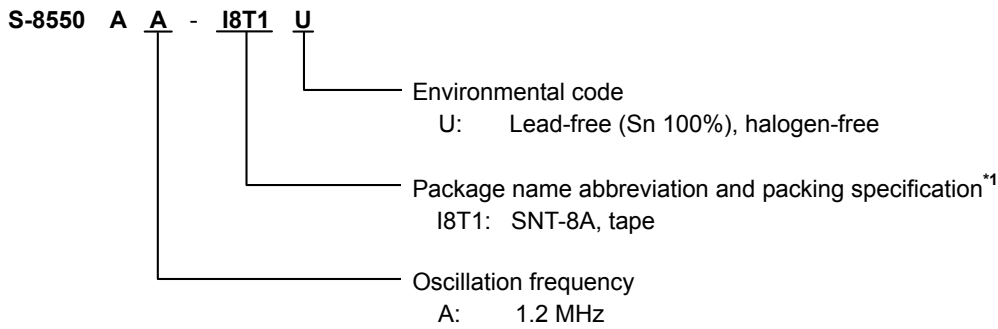 S-8550 A A - I8T1 U
Environmental code
U: Lead-free (Sn 100%), halogen-free
Package name abbreviation and packing specification*1
I8T1: SNT-8A, tape
Oscillation frequency
A: 1.2 MHz